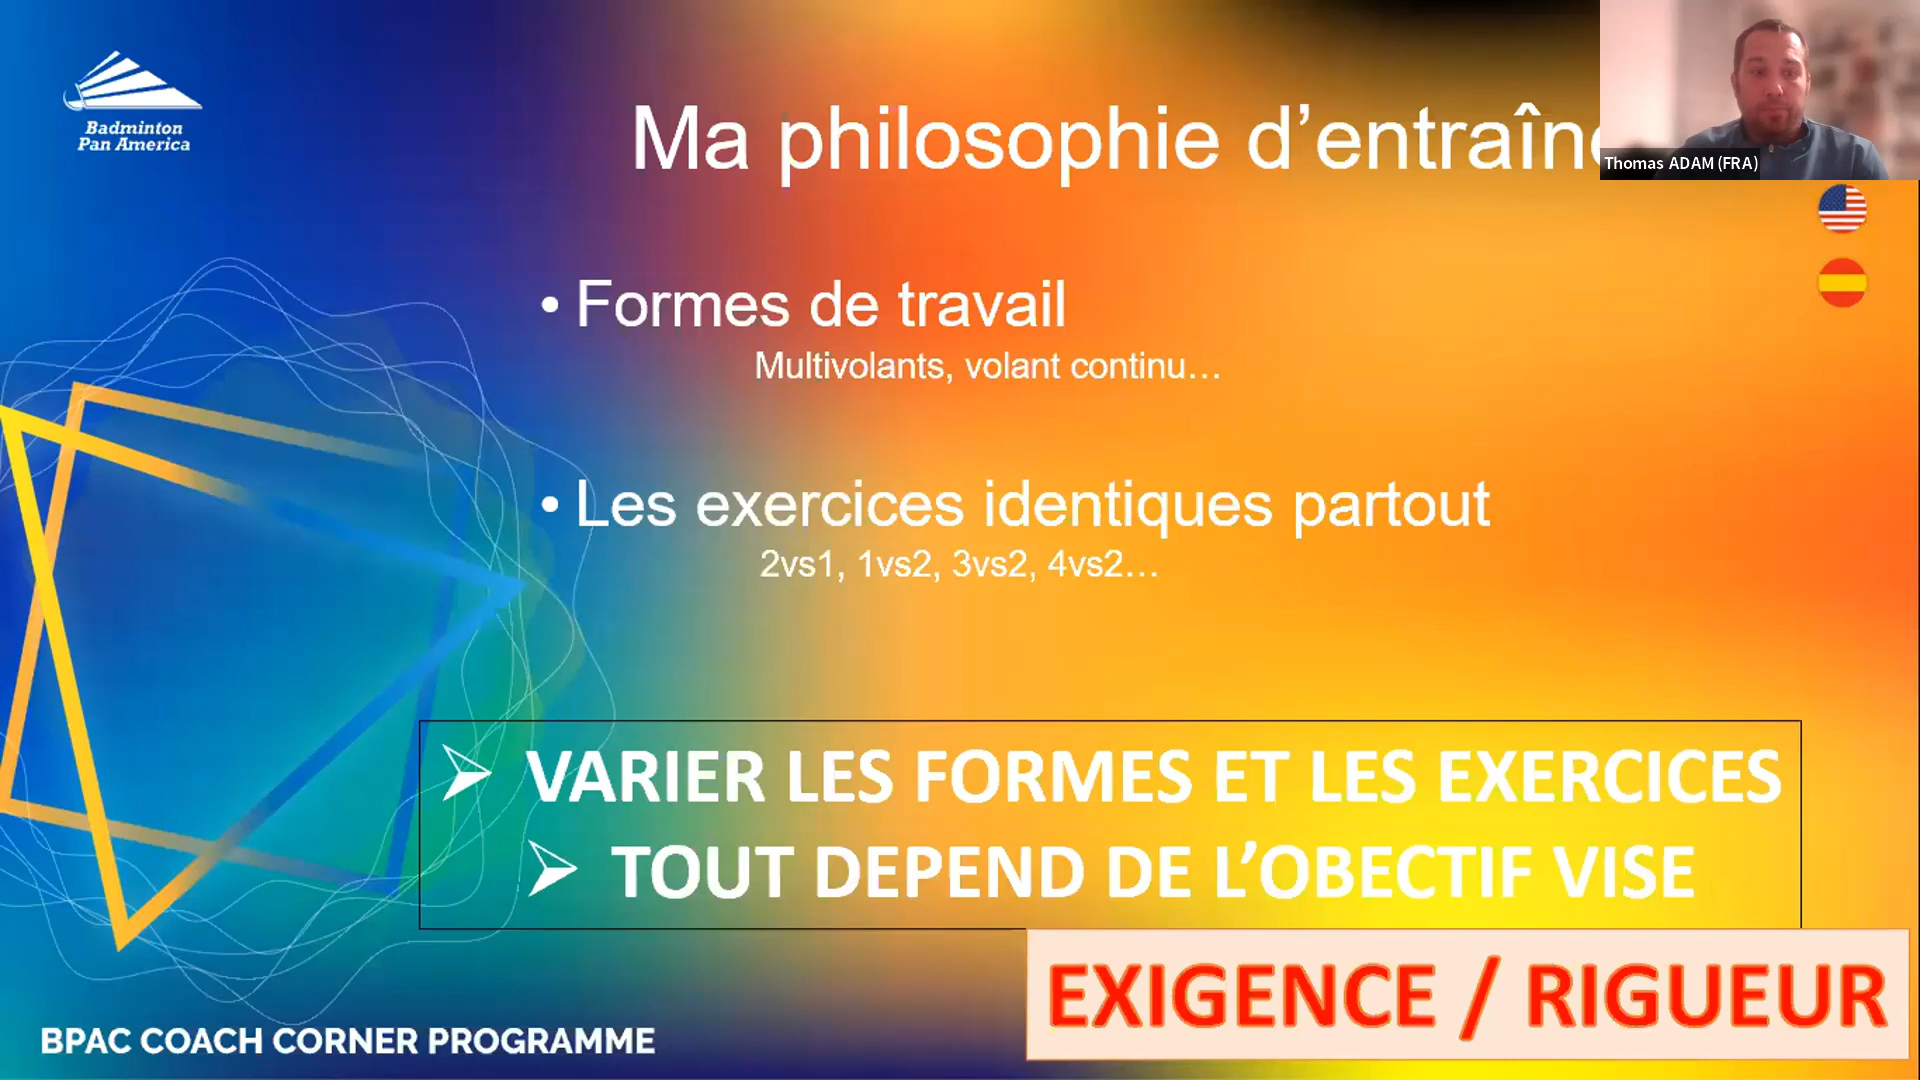 Badminton
Pan America
Ma philosophie d’entraîne
Thomas ADAM (FRA)
• Formes de travail
Multivolants, volant continu…
• Les exercices identiques partout
2vs1, 1vs2, 3vs2, 4vs2…
➢ VARIER LES FORMES ET LES EXERCICES
➢ TOUT DEPEND DE L’OBECTIF VISE
EXIGENCE / RIGUEUR
BPAC COACH CORNER PROGRAMME